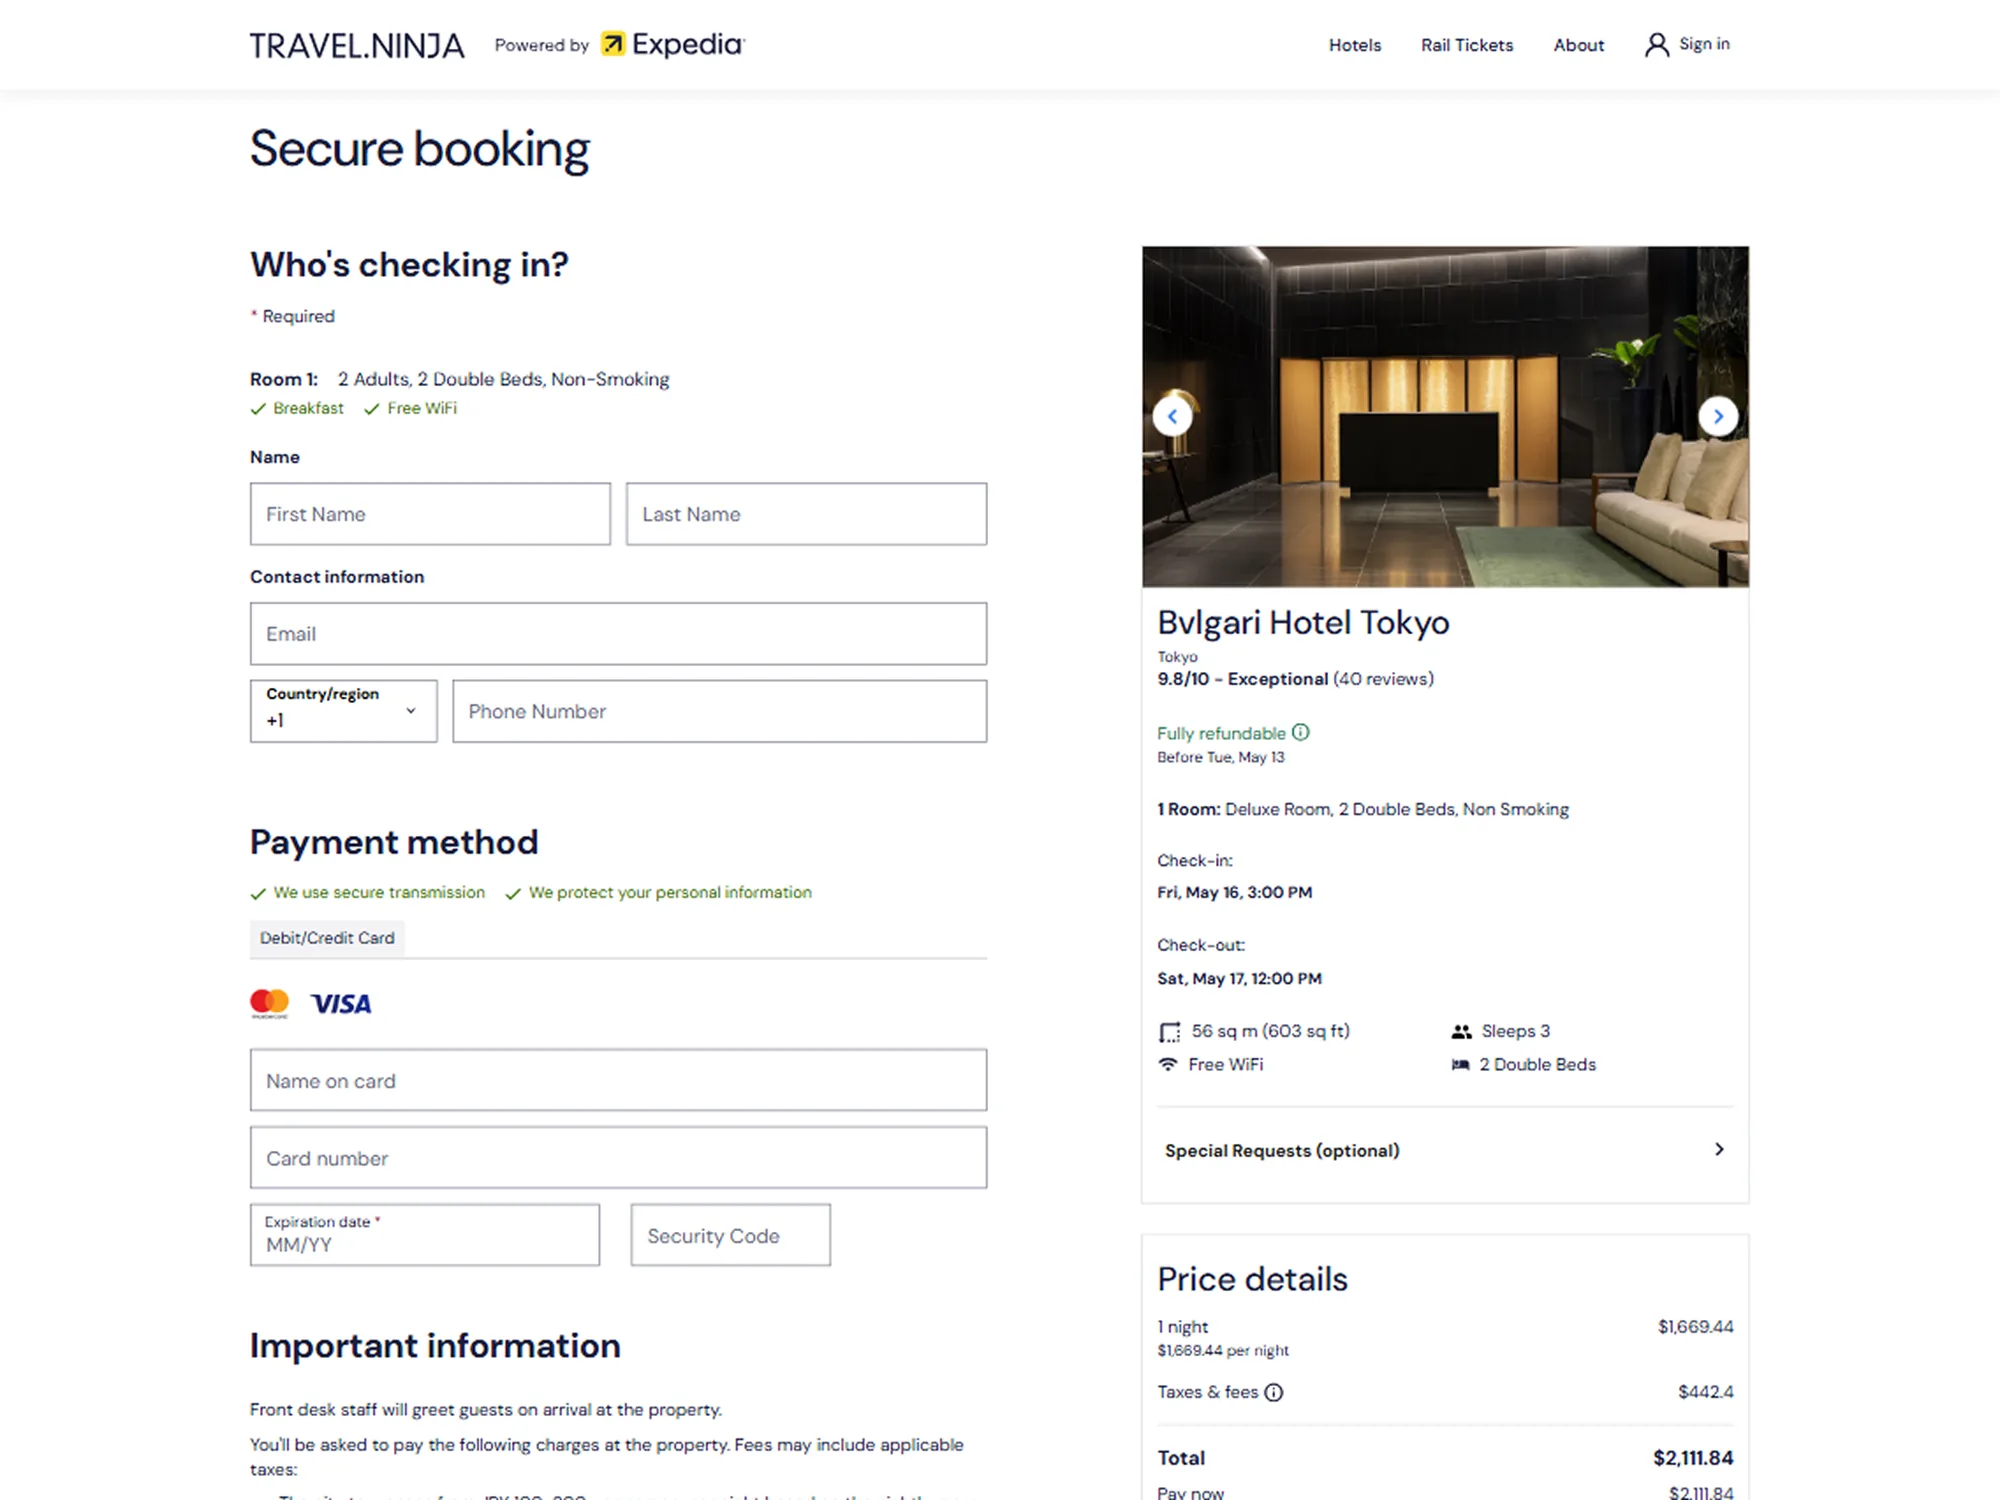 TRAVEL.NINJA Powered by Expedia
Hotels Rail Tickets About Sign in
Secure booking
Who's checking in?
* Required
Room 1: 2 Adults, 2 Double Beds, Non-Smoking
Breakfast Free WiFi
Name
First Name Last Name
Contact information
Email
Country/region
+1
Phone Number
Payment method
We use secure transmission We protect your personal information
Debit/Credit Card
VISA
Name on card
Card number
Expiration date *
MM/YY
Security Code
Important information
Front desk staff will greet guests on arrival at the property.
You'll be asked to pay the following charges at the property. Fees may include applicable
taxes:
Bvlgari Hotel Tokyo
Tokyo
9.8/10 - Exceptional (40 reviews)
Fully refundable
Before Tue, May 13
1 Room: Deluxe Room, 2 Double Beds, Non Smoking
Check-in:
Fri, May 16, 3:00 PM
Check-out:
Sat, May 17, 12:00 PM
56 sq m (603 sq ft) Sleeps 3
Free WiFi 2 Double Beds
Special Requests (optional)
Price details
1 night $1,669.44
$1,669.44 per night
Taxes & fees $442.4
Total $2,111.84
Pay now $2,111.84